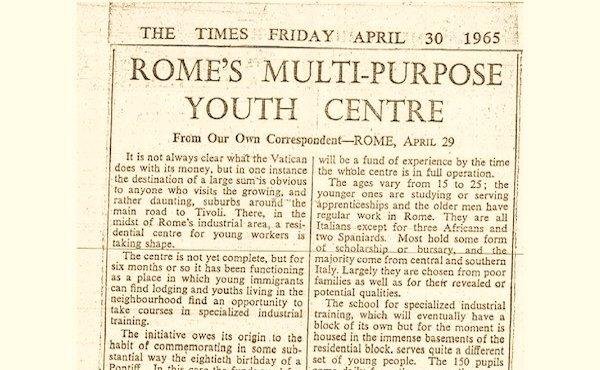 THE TIMES FRIDAY APRIL 30 1965
ROME'S MULTI-PURPOSE
YOUTH CENTRE
From Our Own Correspondent—ROME, APRIL 29
It is not always clear what the Vatican
does with its money, but in one instance
the destination of a large sum is obvious
to anyone who visits the growing, and
rather daunting, suburbs around the
main road to Tivoli. There, in the
midst of Rome's industrial area, a resi-
dential centre for young workers is
taking shape.
The centre is not yet complete, but for
six months or so it has been functioning
as a place in which young immigrants
can find lodging and youths living in the
neighbourhood find an opportunity to
take courses in specialized industrial
training.
The initiative owes its origin to the
habit of commemorating in some sub-
stantial way the eightieth birthday of a
Pontiff. In this case the
will be a fund of experience by the time
the whole centre is in full operation.
The ages vary from 15 to 25; the
younger ones are studying or serving
apprenticeships and the older men have
regular work in Rome. They are all
Italians except for three Africans and
two Spaniards. Most hold some form
of scholarship or bursary, and the
majority come from central and southern
Italy. Largely they are chosen from poor
families as well as for their revealed or
potential qualities.
The school for specialized industrial
training, which will eventually have a
block of its own but for the moment is
housed in the immense basements of the
residential block, serves quite a different
set of young people. The 150 pupils